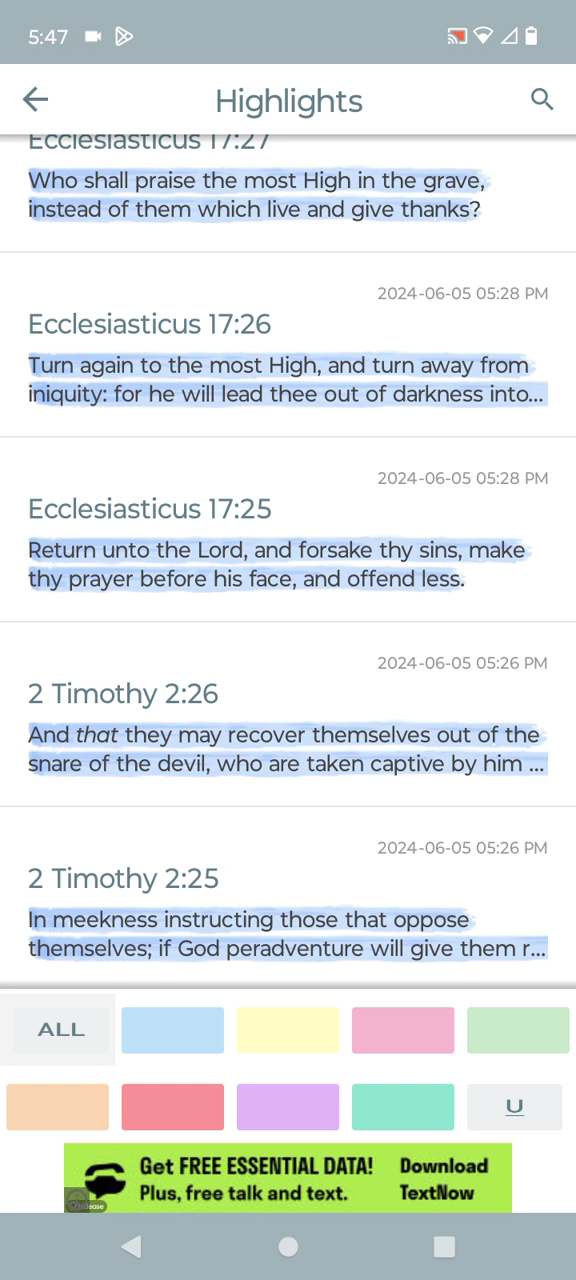 5:47
Highlights
Ecclesiasticus 17:27
Who shall praise the most High in the grave,
instead of them which live and give thanks?
2024-06-05 05:28 PM
Ecclesiasticus 17:26
Turn again to the most High, and turn away from
iniquity: for he will lead thee out of darkness into...
2024-06-05 05:28 PM
Ecclesiasticus 17:25
Return unto the Lord, and forsake thy sins, make
thy prayer before his face, and offend less.
2024-06-05 05:26 PM
2 Timothy 2:26
And that they may recover themselves out of the
snare of the devil, who are taken captive by him ...
2024-06-05 05:26 PM
2 Timothy 2:25
In meekness instructing those that oppose
themselves; if God peradventure will give them r...
ALL
U
Get FREE ESSENTIAL DATA!
Plus, free talk and text.
Download
TextNow